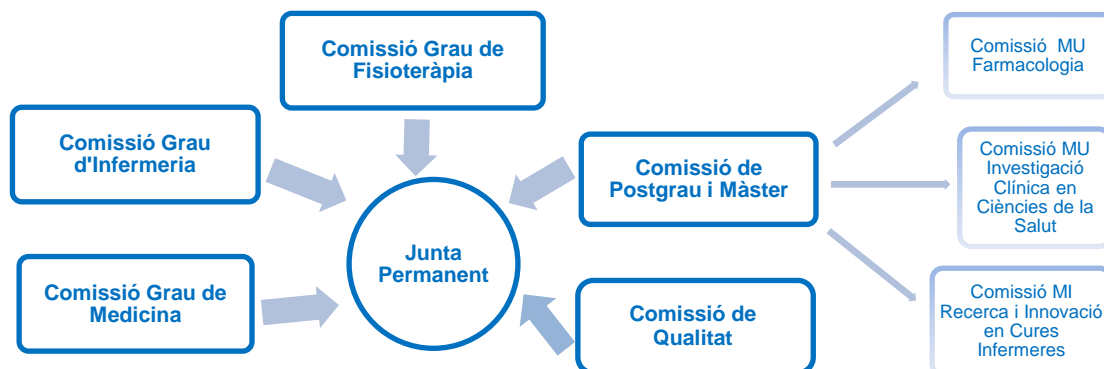 Comissió Grau de
Fisioteràpia
Comissió MU
Farmacologia
Comissió Grau
d'Infermeria
Comissió de
Postgrau i Màster
Comissió MU
Investigació
Clínica en
Ciències de la
Salut
Junta
Permanent
Comissió Grau de
Medicina
Comissió de
Qualitat
Comissió MI
Recerca i Innovació
en Cures
Infermeres